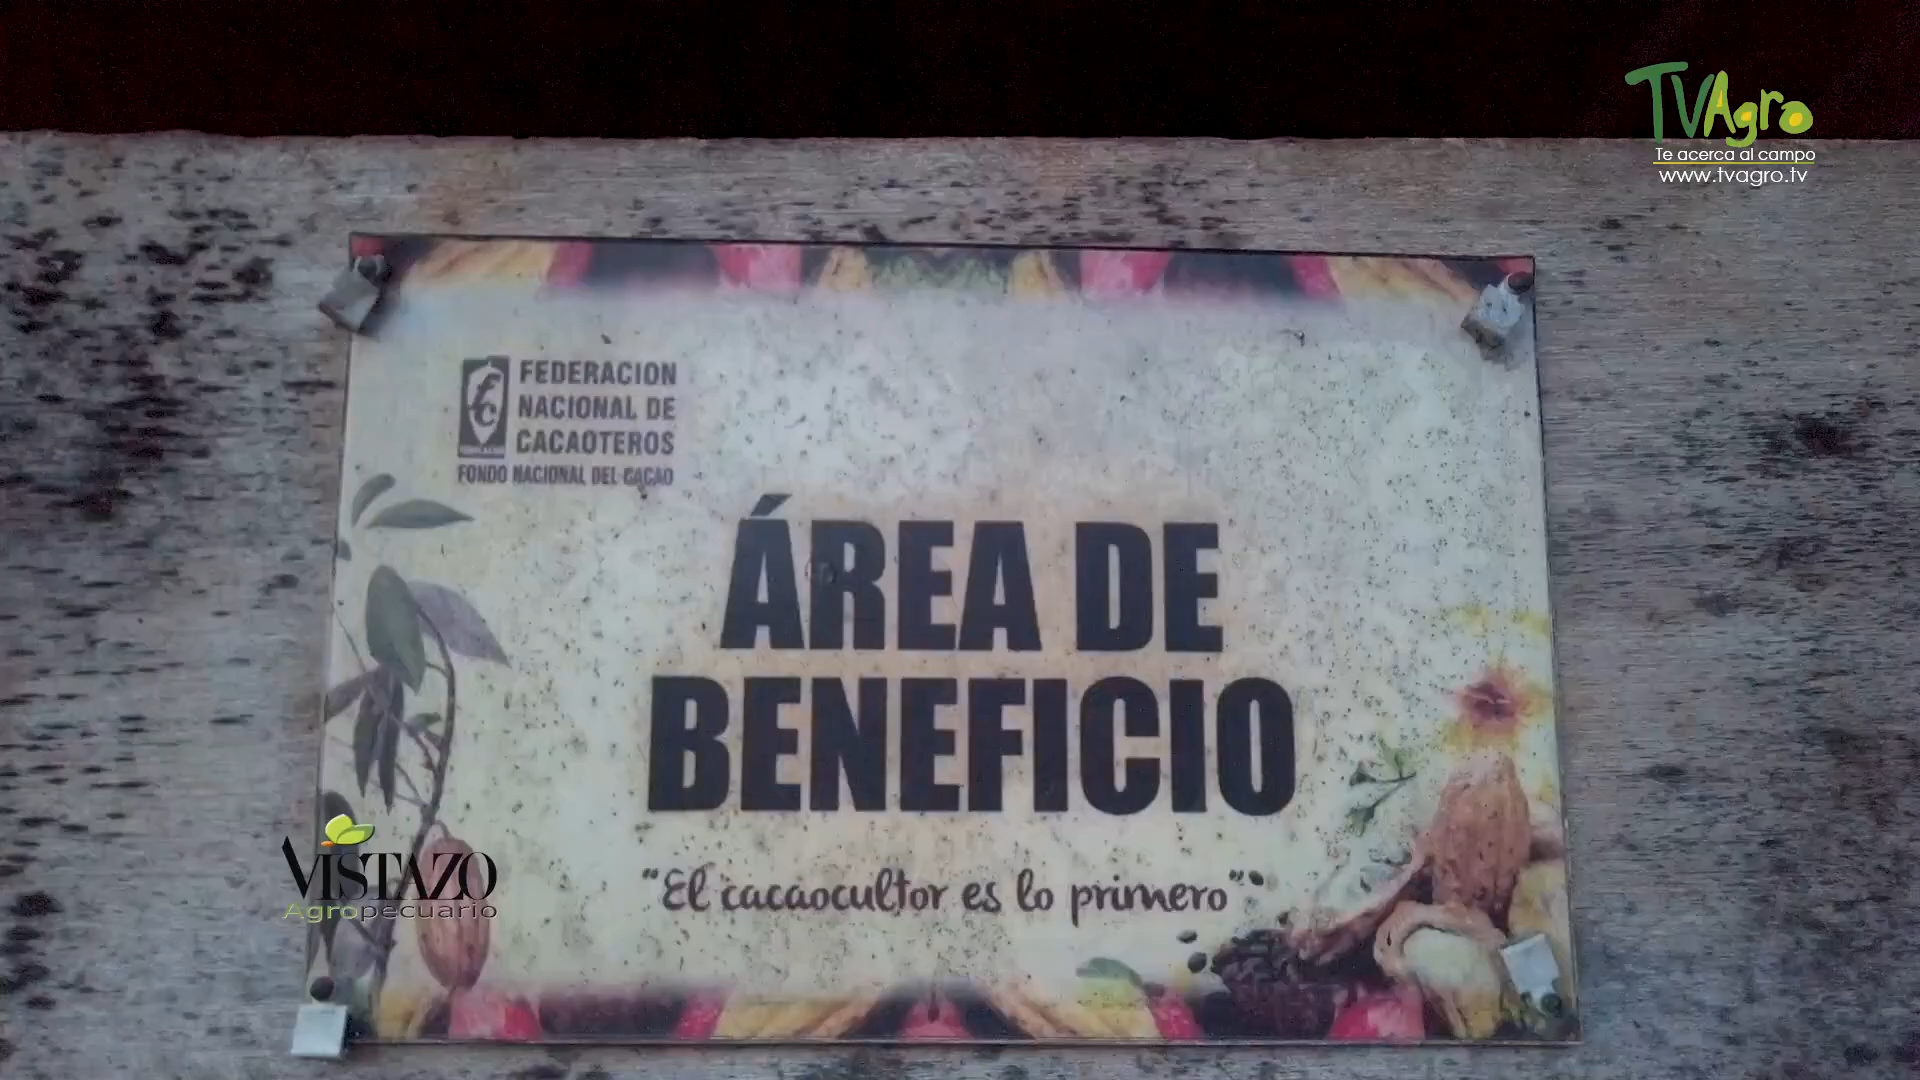 TVAgro
Te acerca al campo
www.tvagro.tv
FEDERACION
NACIONAL DE
CACAOTEROS
FONDO NACIONAL DEL CACAO
ÁREA DE
BENEFICIO
"El cacaocultor es lo primero"
VISTAZO
Agropecuario